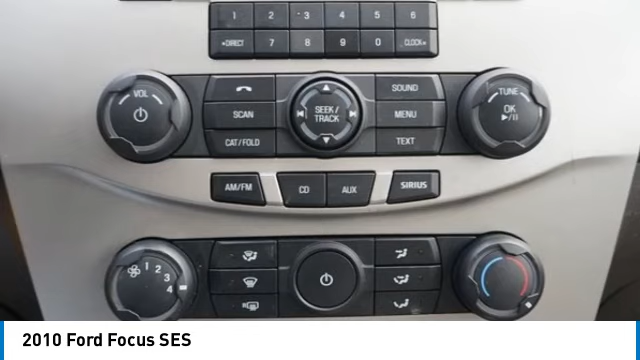 1 2 3 4 5 6
*DIRECT 7 8 9 0 CLOCK*
VOL
SOUND
TUNE
SCAN
SEEK/
TRACK
MENU
OK
CAT/FOLD
TEXT
AM/FM CD AUX SIRIUS
1 2 3 4
R
2010 Ford Focus SES